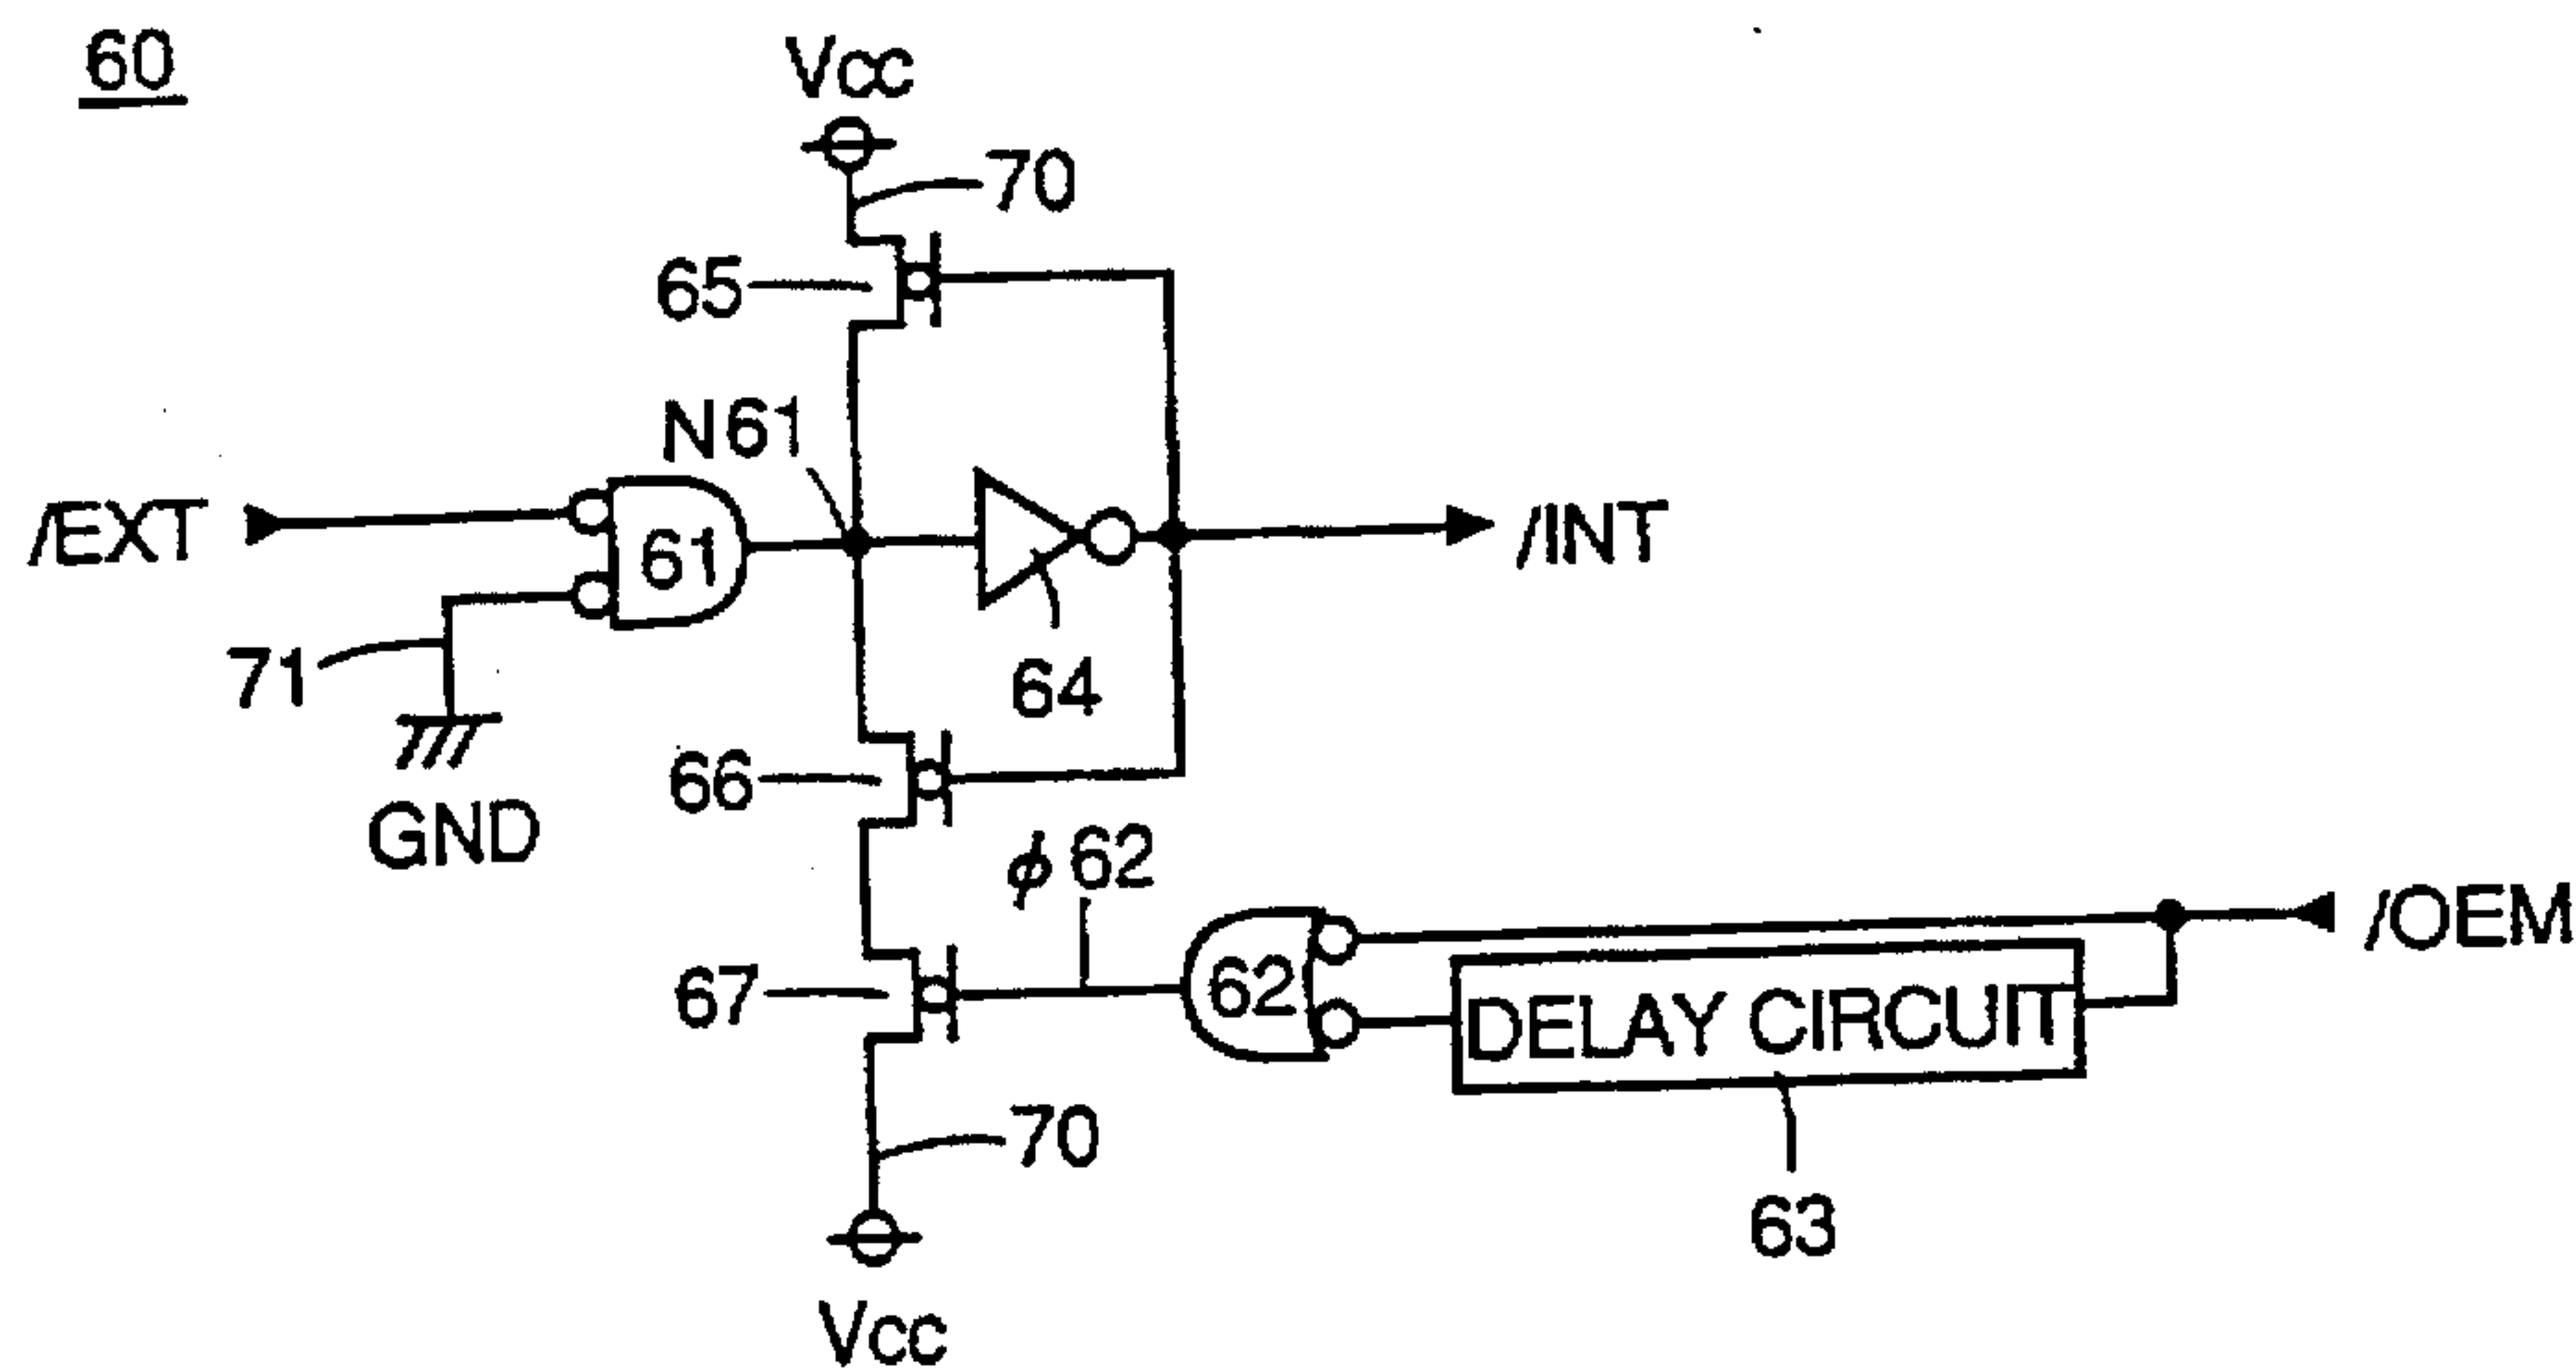 60
Vcc
70
65
N61
/EXT
61
/INT
71
64
GND
66
ϕ 62
62
/OEM
67
DELAY CIRCUIT
70
63
Vcc